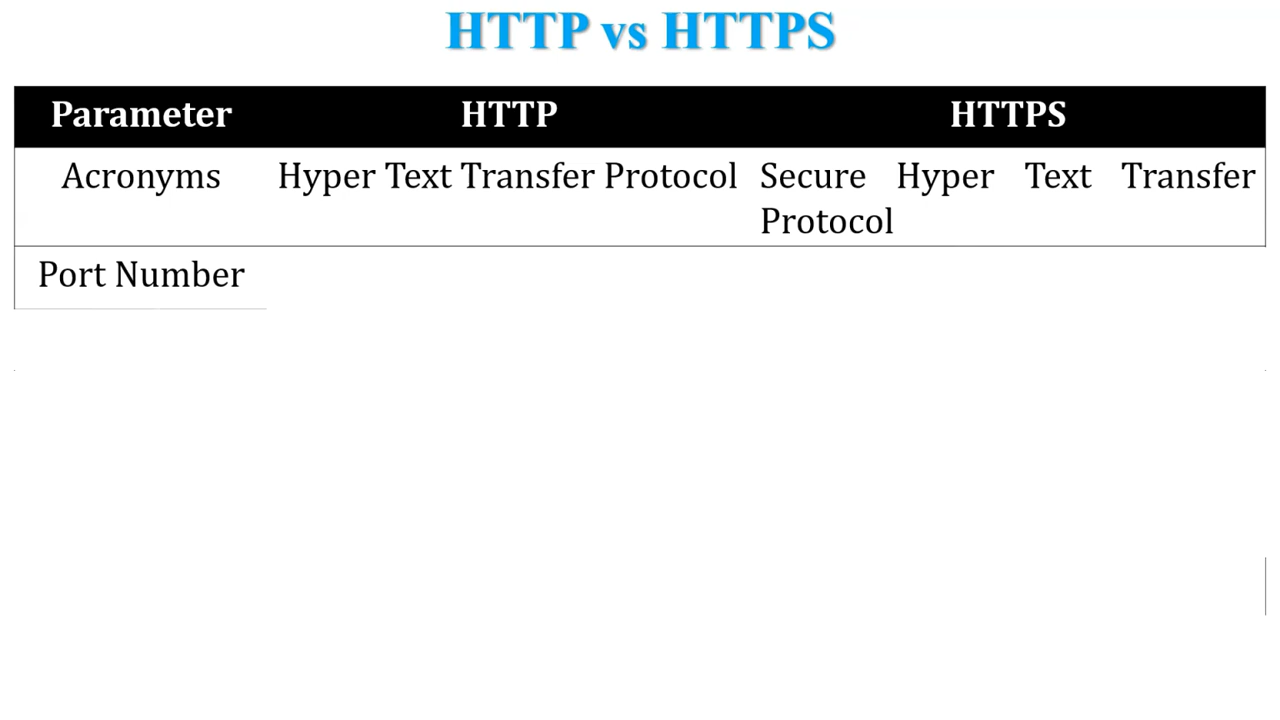 HTTP vs HTTPS
Parameter HTTP HTTPS
Acronyms Hyper Text Transfer Protocol Secure Hyper Text Transfer
Protocol
Port Number